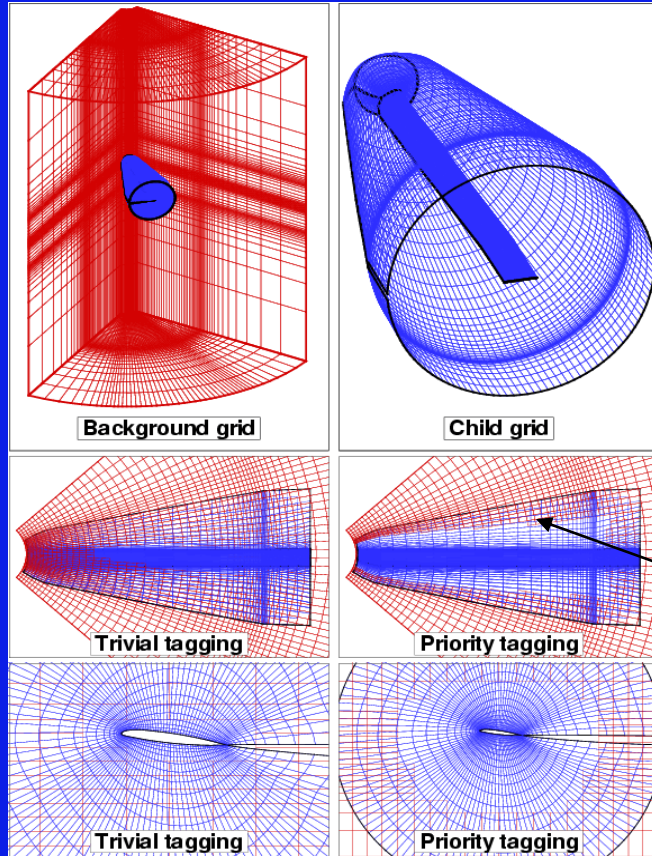 Background grid
Child grid
Trivial tagging
Priority tagging
Trivial tagging
Priority tagging